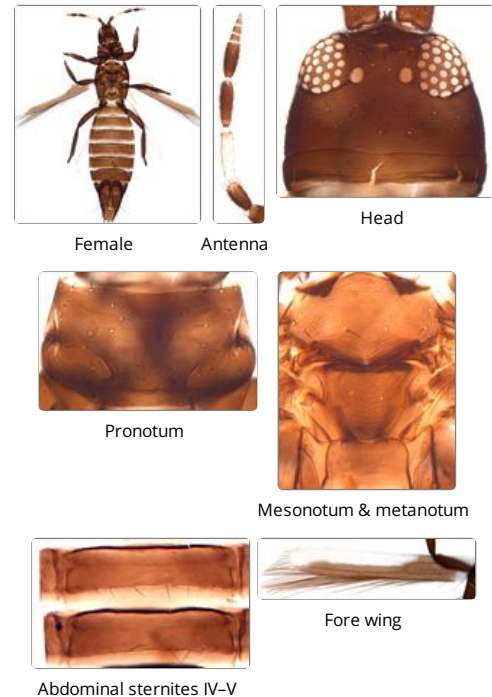 Female
Antenna
Head
Pronotum
Mesonotum & metanotum
Fore wing
Abdominal sternites IV–V